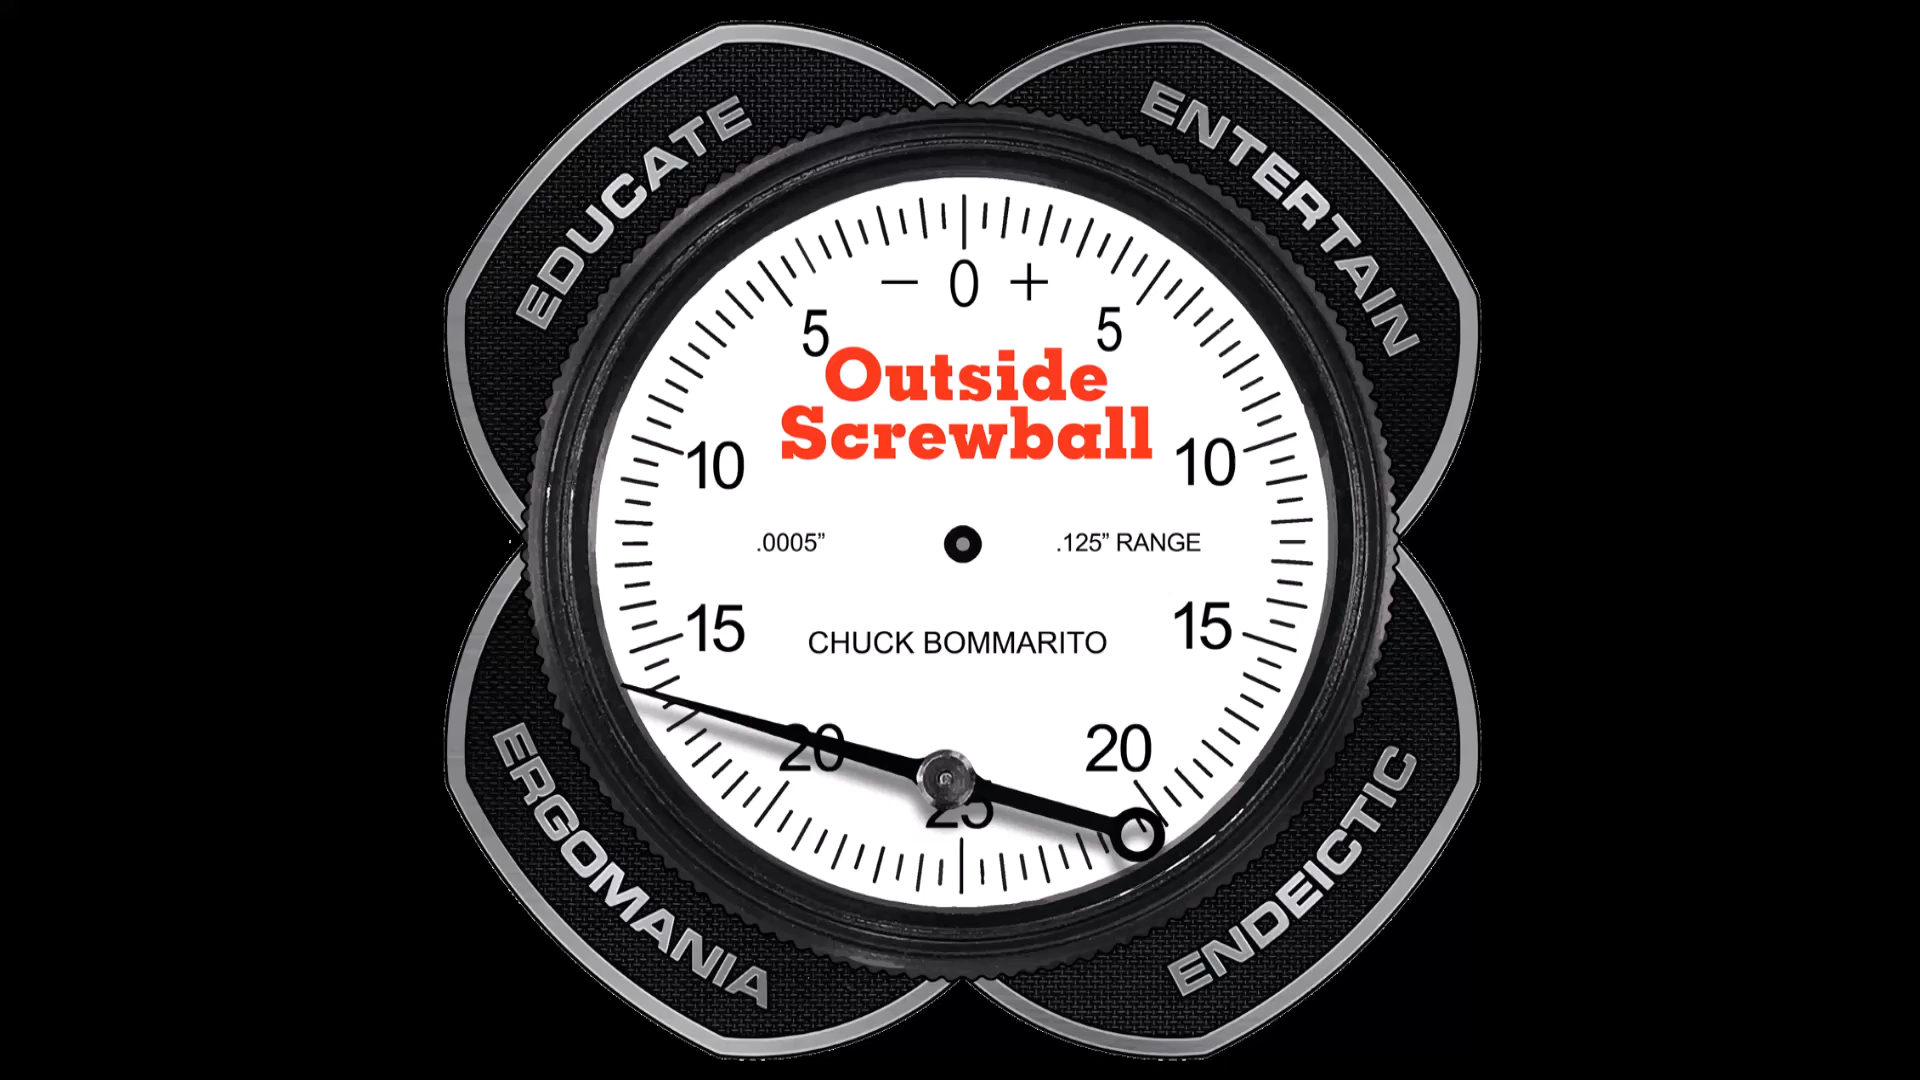 EDUCATE
ENTERTAIN
− 0 +
5 5
Outside
Screwball
10 10
.0005” .125” RANGE
15 15
CHUCK BOMMARITO
20 20
25
ERGOMANIA
ENDEICTIC